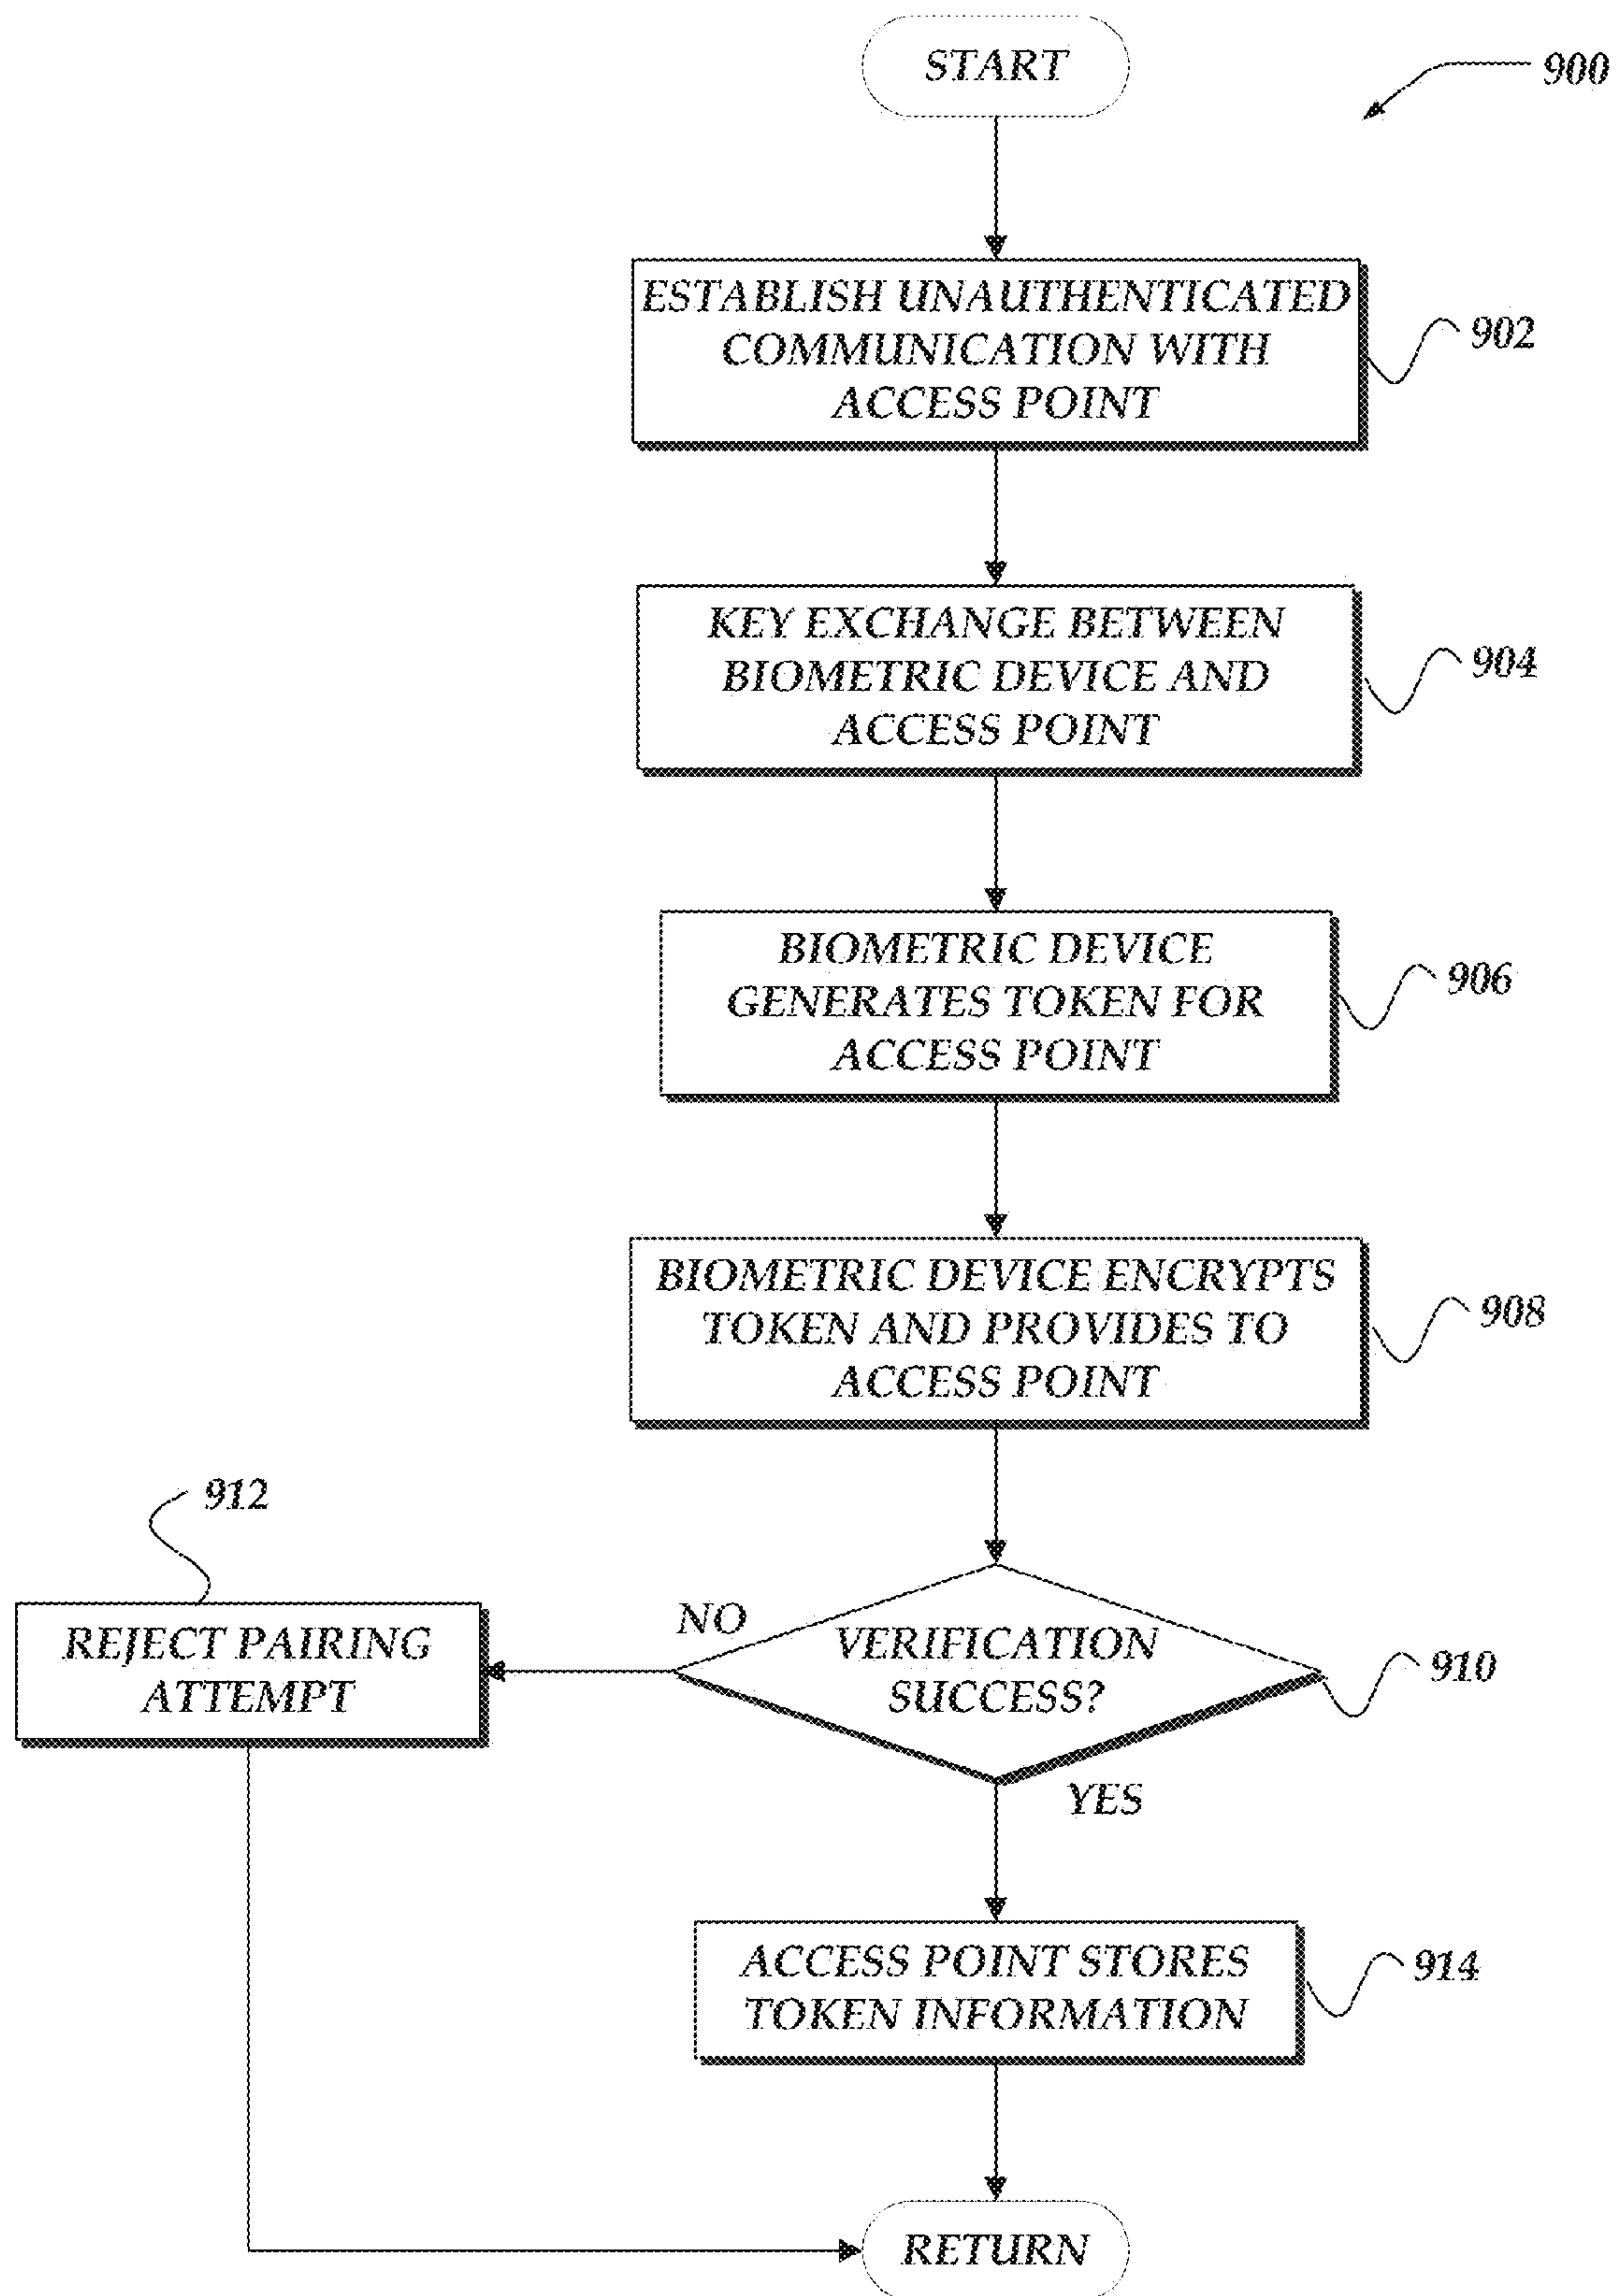 START
900
ESTABLISH UNAUTHENTICATED
COMMUNICATION WITH
ACCESS POINT
902
KEY EXCHANGE BETWEEN
BIOMETRIC DEVICE AND
ACCESS POINT
904
BIOMETRIC DEVICE
GENERATES TOKEN FOR
ACCESS POINT
906
BIOMETRIC DEVICE ENCRYPTS
TOKEN AND PROVIDES TO
ACCESS POINT
908
912
REJECT PAIRING
ATTEMPT
NO
VERIFICATION
SUCCESS?
910
YES
ACCESS POINT STORES
TOKEN INFORMATION
914
RETURN